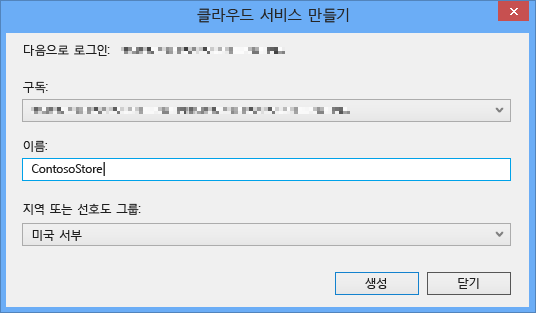 클라우드 서비스 만들기
다음으로 로그인:
구독:
이름:
ContosoStore
지역 또는 선호도 그룹:
미국 서부
생성
닫기